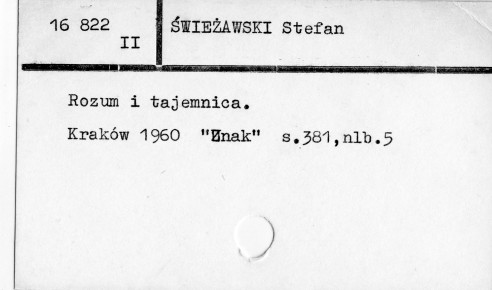 16 822
II
ŚWIEŻAWSKI Stefan
Rozum i tajemnica.
Kraków 1960 "Znak" s.381,nlb.5